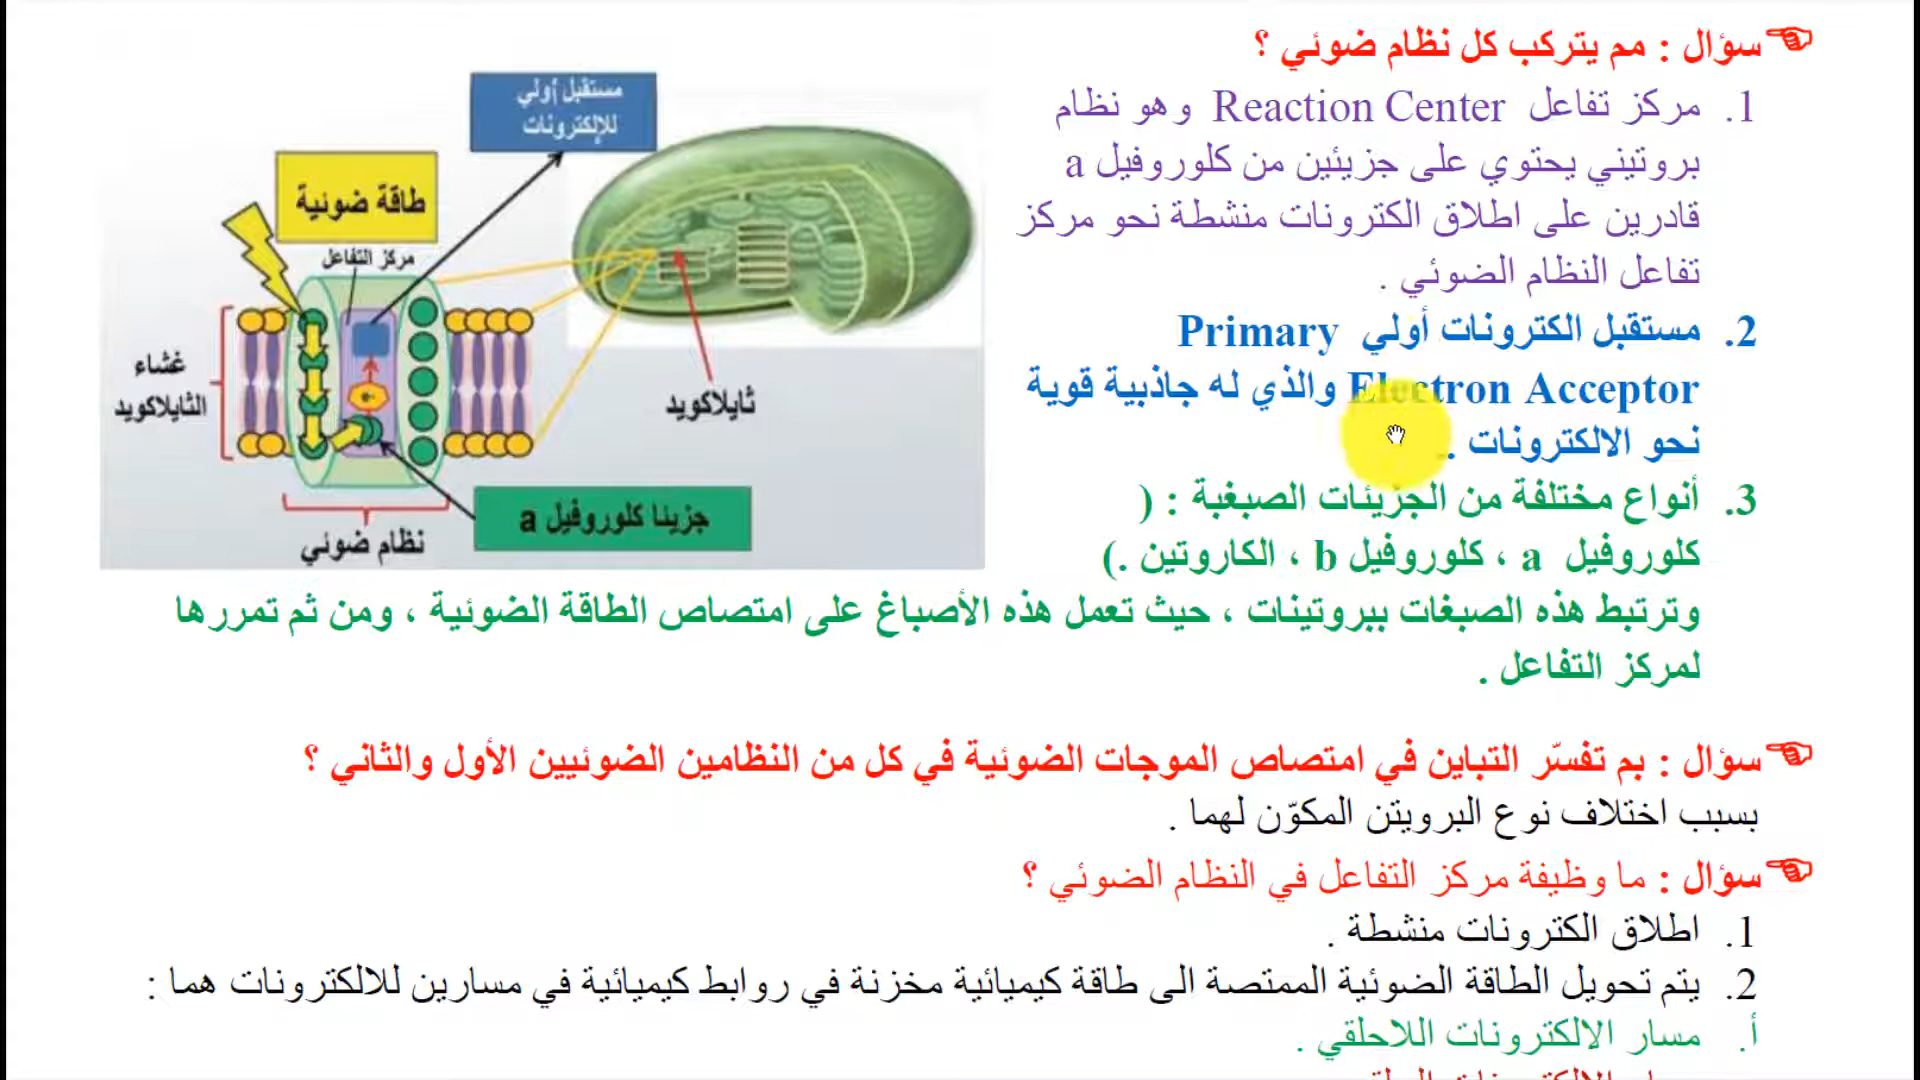 سؤال : مم يتركب كل نظام ضوئي ؟
1. مركز تفاعل Reaction Center وهو نظام
بروتيني يحتوي على جزيئين من كلوروفيل a
قادرين على اطلاق الكترونات منشطة نحو مركز
تفاعل النظام الضوئي .
2. مستقبل الكترونات أولي Primary
Electron Acceptor والذي له جاذبية قوية
نحو الالكترونات .
3. أنواع مختلفة من الجزيئات الصبغية : (
كلوروفيل a ، كلوروفيل b ، الكاروتين .)
وترتبط هذه الصبغات ببروتينات ، حيث تعمل هذه الأصباغ على امتصاص الطاقة الضوئية ، ومن ثم تمررها
لمركز التفاعل .
مستقبل أولي
للإلكترونات
طاقة ضوئية
مركز التفاعل
غشاء
الثايلاكويد
ثايلاكويد
e-
جزيئا كلوروفيل a
نظام ضوئي
سؤال : بم تفسّر التباين في امتصاص الموجات الضوئية في كل من النظامين الضوئيين الأول والثاني ؟
بسبب اختلاف نوع البرويتن المكوّن لهما .
سؤال : ما وظيفة مركز التفاعل في النظام الضوئي ؟
1. اطلاق الكترونات منشطة .
2. يتم تحويل الطاقة الضوئية الممتصة الى طاقة كيميائية مخزنة في روابط كيميائية في مسارين للالكترونات هما :
أ. مسار الالكترونات اللاحلقي .